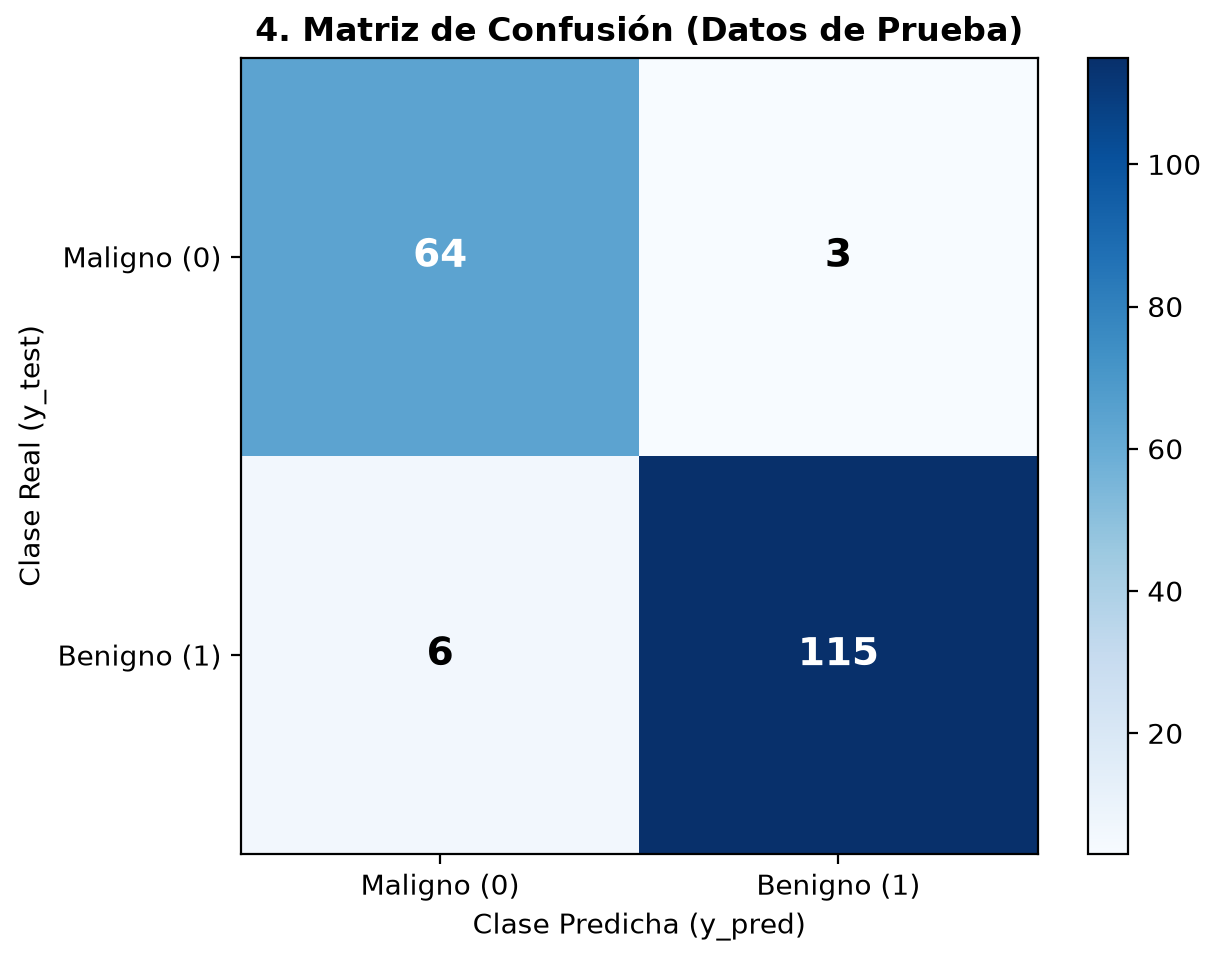 4. Matriz de Confusión (Datos de Prueba)
Clase Real (y_test)
Maligno (0)
64
3
Benigno (1)
6
115
Maligno (0)
Benigno (1)
Clase Predicha (y_pred)
100
80
60
40
20